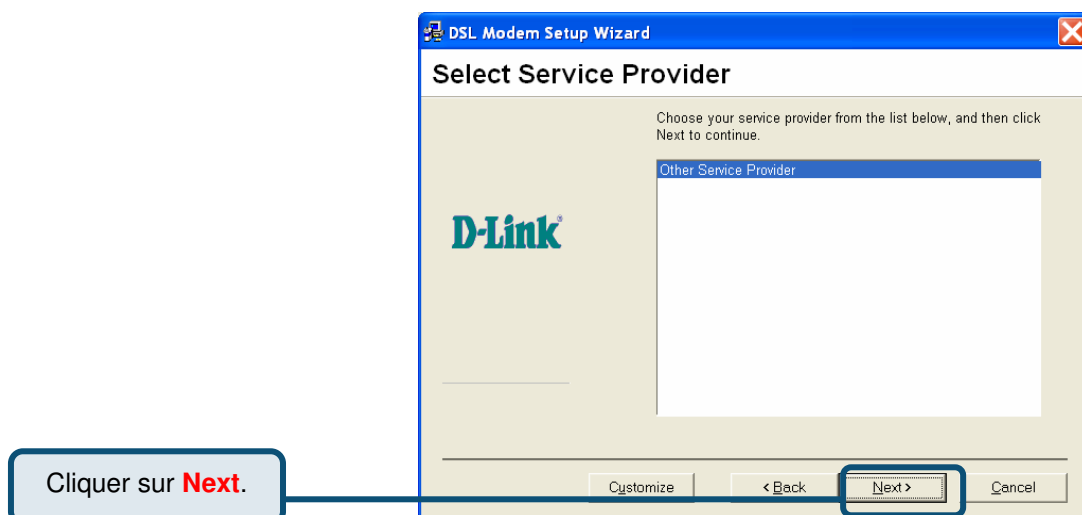 DSL Modem Setup Wizard
Select Service Provider
Choose your service provider from the list below, and then click
Next to continue.
Other Service Provider
D-Link®
Cliquer sur Next.
Customize
< Back
Next >
Cancel